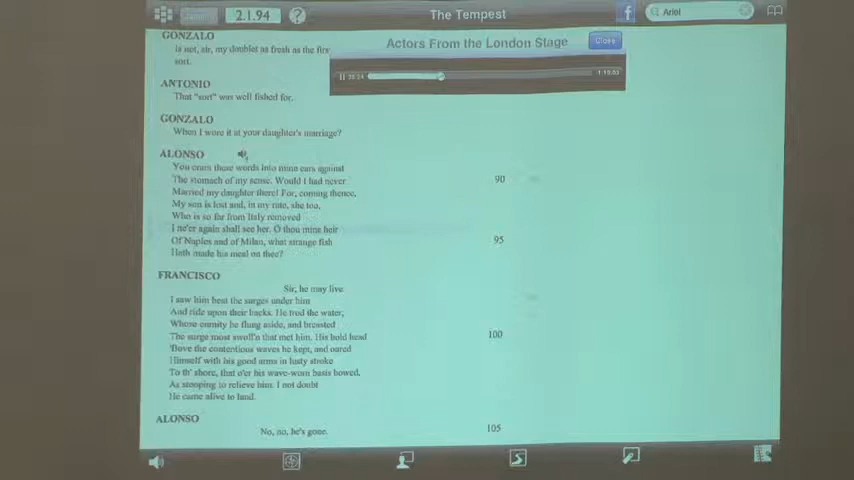 2.1.94 ? The Tempest f Ariel
Actors From the London Stage Close
GONZALO
Is not, sir, my doublet as fresh as the first
sort.
ANTONIO
That "sort" was well fished for.
GONZALO
When I wore it at your daughter's marriage?
ALONSO
You cram these words into mine ears against
The stomach of my sense. Would I had never 90
Married my daughter there! For, coming thence,
My son is lost and, in my rate, she too,
Who is so far from Italy removed
I ne'er again shall see her. O thou mine heir
Of Naples and of Milan, what strange fish 95
Hath made his meal on thee?
FRANCISCO
Sir, he may live.
I saw him beat the surges under him
And ride upon their backs. He trod the water,
Whose enmity he flung aside, and breasted
The surge most swoll'n that met him. His bold head 100
'Bove the contentious waves he kept, and oared
Himself with his good arms in lusty stroke
To th' shore, that o'er his wave-worn basis bowed,
As stooping to relieve him. I not doubt
He came alive to land.
ALONSO
No, no, he's gone. 105